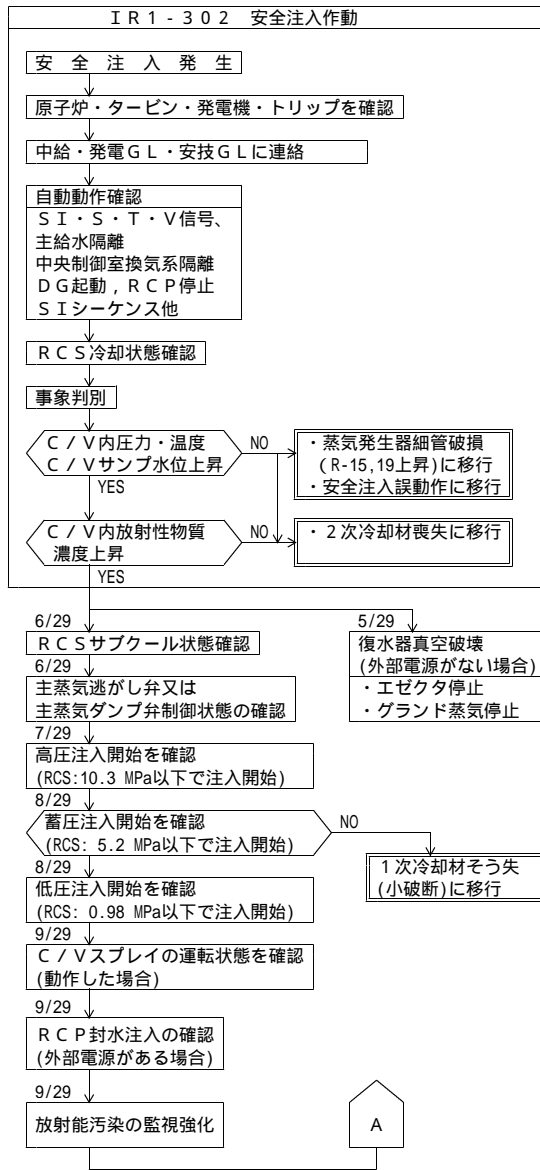 ＩＲ１－３０２　安全注入作動
安　全　注　入　発　生
原子炉・タービン・発電機・トリップを確認
中給・発電ＧＬ・安技ＧＬに連絡
自動動作確認
ＳＩ・Ｓ・Ｔ・Ｖ信号、
主給水隔離
中央制御室換気系隔離
ＤＧ起動，ＲＣＰ停止
ＳＩシーケンス他
ＲＣＳ冷却状態確認
事象判別
Ｃ／Ｖ内圧力・温度
Ｃ／Ｖサンプ水位上昇
NO
・蒸気発生器細管破損
（R-15,19上昇)に移行
・安全注入誤動作に移行
YES
Ｃ／Ｖ内放射性物質
濃度上昇
NO
・２次冷却材喪失に移行
YES
6/29
ＲＣＳサブクール状態確認
5/29
復水器真空破壊
(外部電源がない場合)
・エゼクタ停止
・グランド蒸気停止
6/29
主蒸気逃がし弁又は
主蒸気ダンプ弁制御状態の確認
7/29
高圧注入開始を確認
(RCS:10.3 MPa以下で注入開始)
8/29
蓄圧注入開始を確認
(RCS: 5.2 MPa以下で注入開始)
NO
１次冷却材そう失
(小破断)に移行
8/29
低圧注入開始を確認
(RCS: 0.98 MPa以下で注入開始)
9/29
Ｃ／Ｖスプレイの運転状態を確認
(動作した場合)
9/29
ＲＣＰ封水注入の確認
(外部電源がある場合)
9/29
放射能汚染の監視強化
A